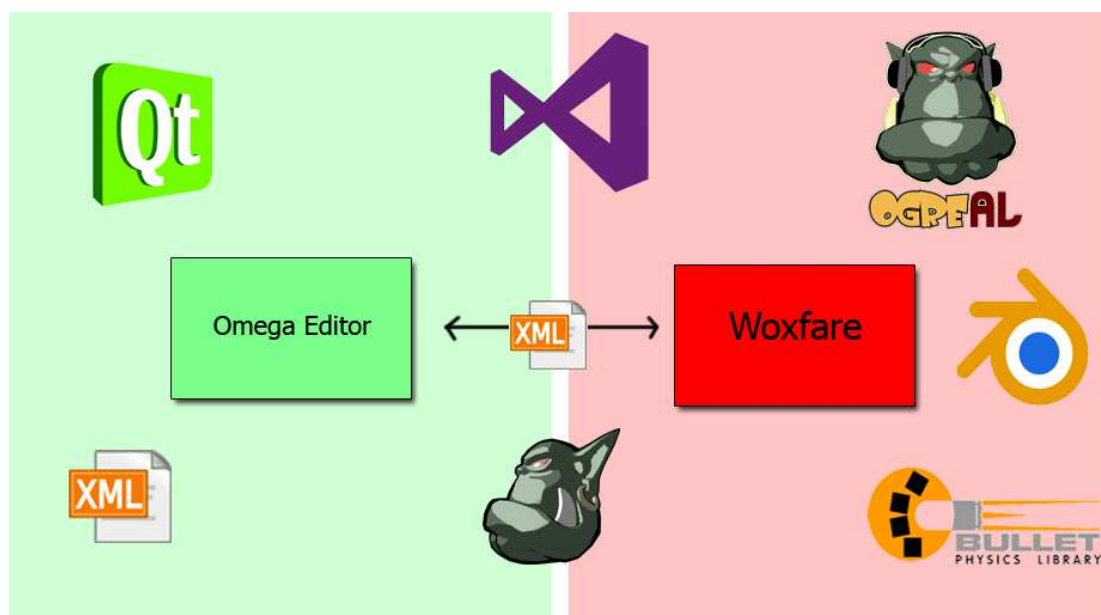 Qt
OGREAL
Omega Editor
XML
Woxfare
XML
BULLET
PHYSICS LIBRARY